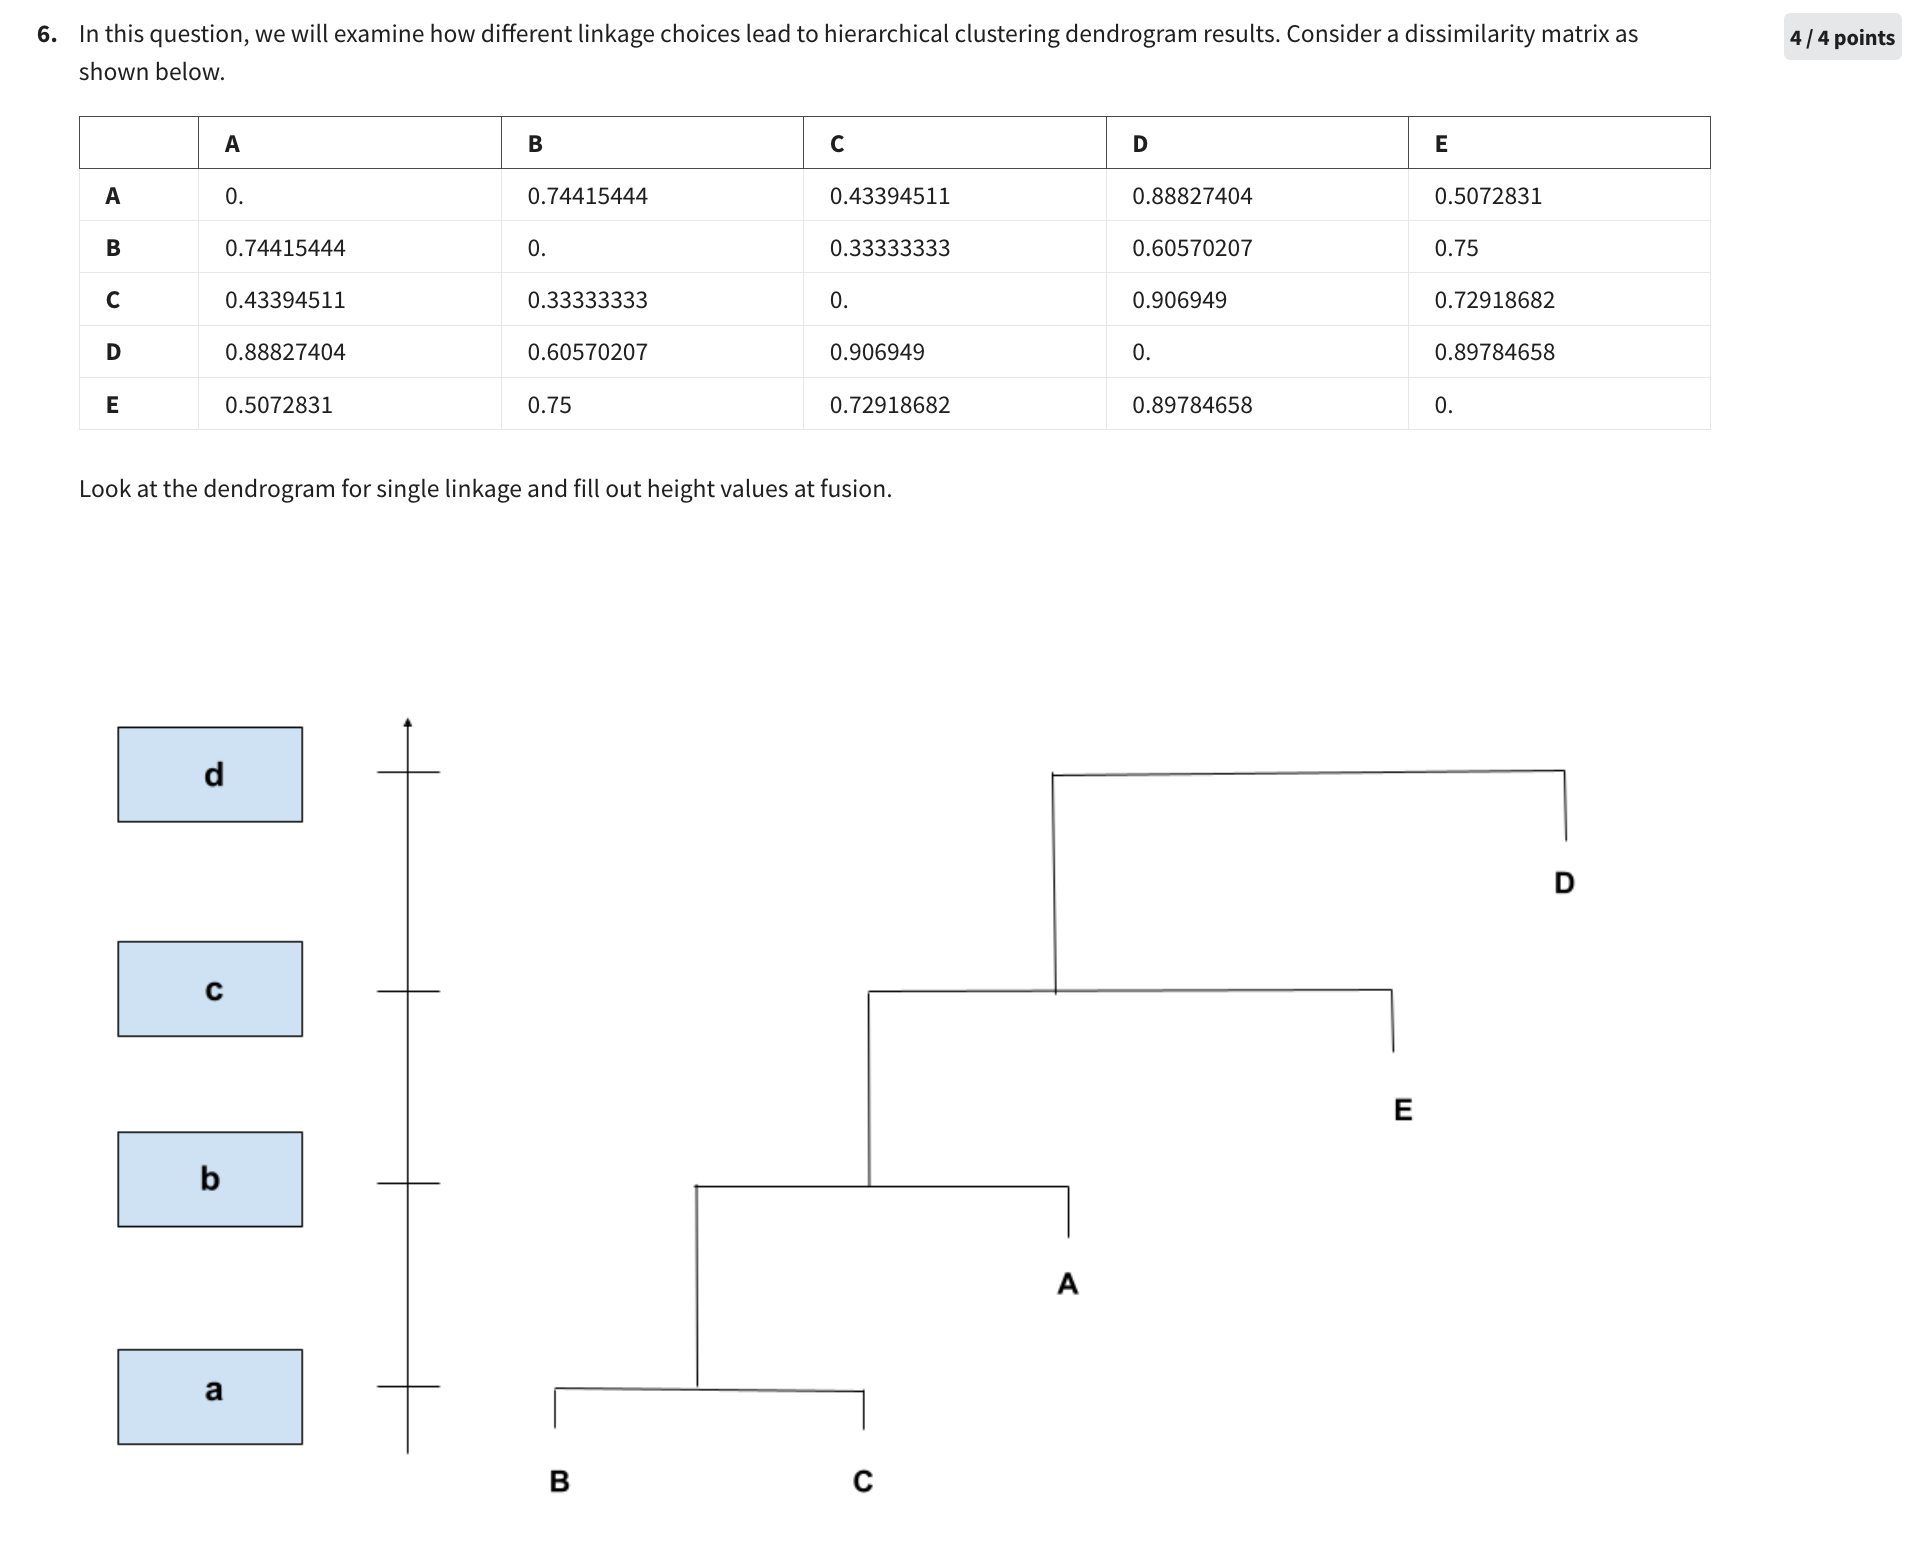 6. In this question, we will examine how different linkage choices lead to hierarchical clustering dendrogram results. Consider a dissimilarity matrix as
shown below.
4 / 4 points
A B C D E
A 0. 0.74415444 0.43394511 0.88827404 0.5072831
B 0.74415444 0. 0.33333333 0.60570207 0.75
C 0.43394511 0.33333333 0. 0.906949 0.72918682
D 0.88827404 0.60570207 0.906949 0. 0.89784658
E 0.5072831 0.75 0.72918682 0.89784658 0.
Look at the dendrogram for single linkage and fill out height values at fusion.
d
D
c
E
b
A
a
B C